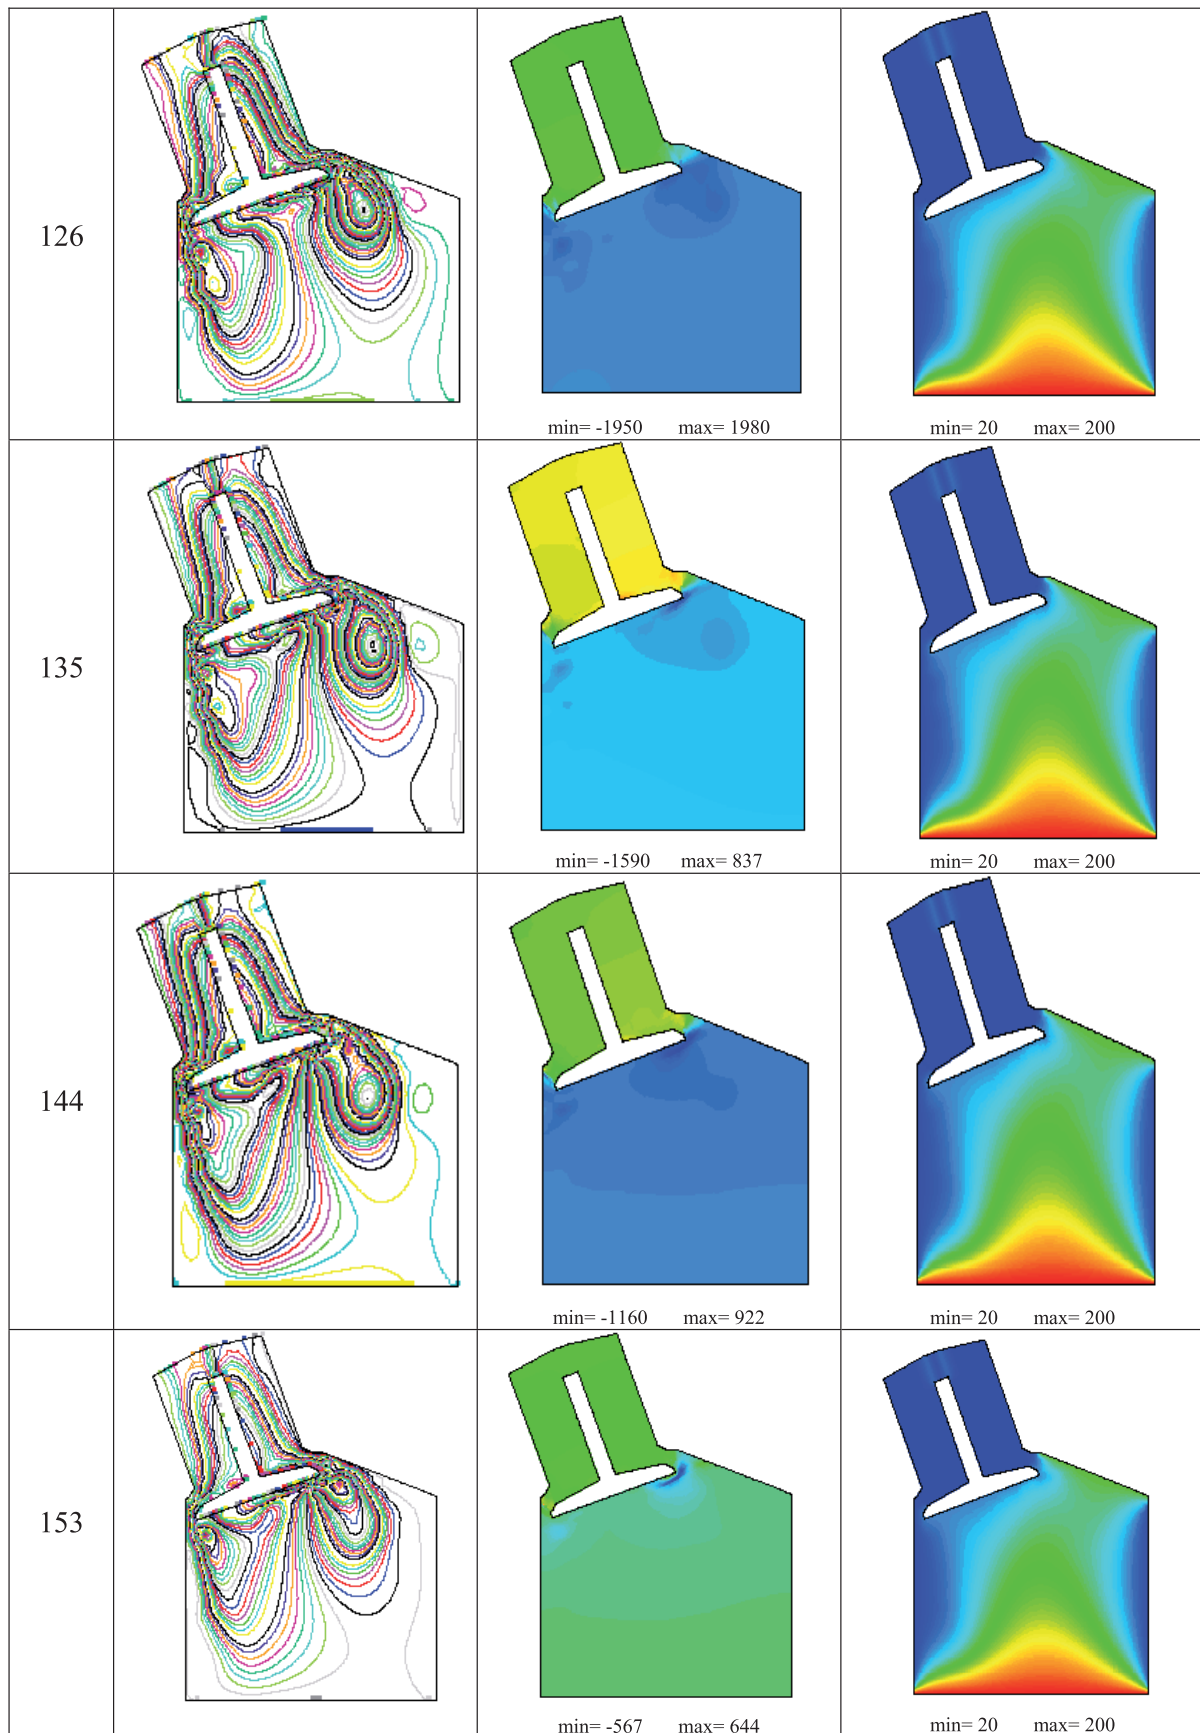 126
min= -1950 max= 1980
min= 20 max= 200
135
min= -1590 max= 837
min= 20 max= 200
144
min= -1160 max= 922
min= 20 max= 200
153
min= -567 max= 644
min= 20 max= 200